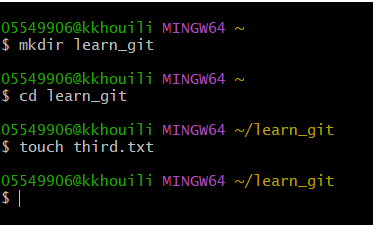 05549906@kkhouili MINGW64 ~
$ mkdir learn_git
05549906@kkhouili MINGW64 ~
$ cd learn_git
05549906@kkhouili MINGW64 ~/learn_git
$ touch third.txt
05549906@kkhouili MINGW64 ~/learn_git
$